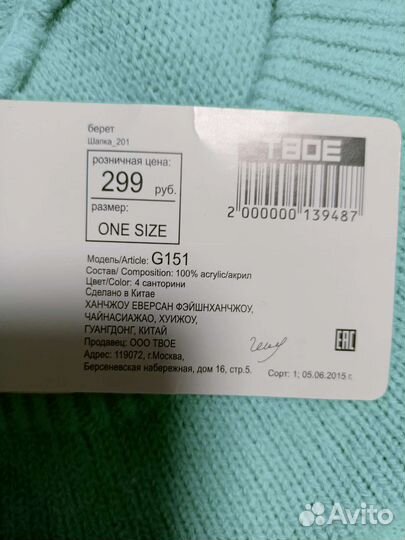 берет
Шапка_201
розничная цена:
299 руб.
размер:
ONE SIZE
ТВОЕ
2 000000 139487
Модель/Article: G151
Состав/ Composition: 100% acrylic/акрил
Цвет/Color: 4 санторини
Сделано в Китае
ХАНЧЖОУ ЕВЕРСАН ФЭЙШНХАНЧЖОУ,
ЧАЙНАСИАЖАО, ХУИЖОУ,
ГУАНГДОНГ, КИТАЙ
Продавец: ООО ТВОЕ
Адрес: 119072, г.Москва,
Берсеневская набережная, дом 16, стр.5.
ЕАС
Сорт: 1; 05.06.2015 г.
Avito